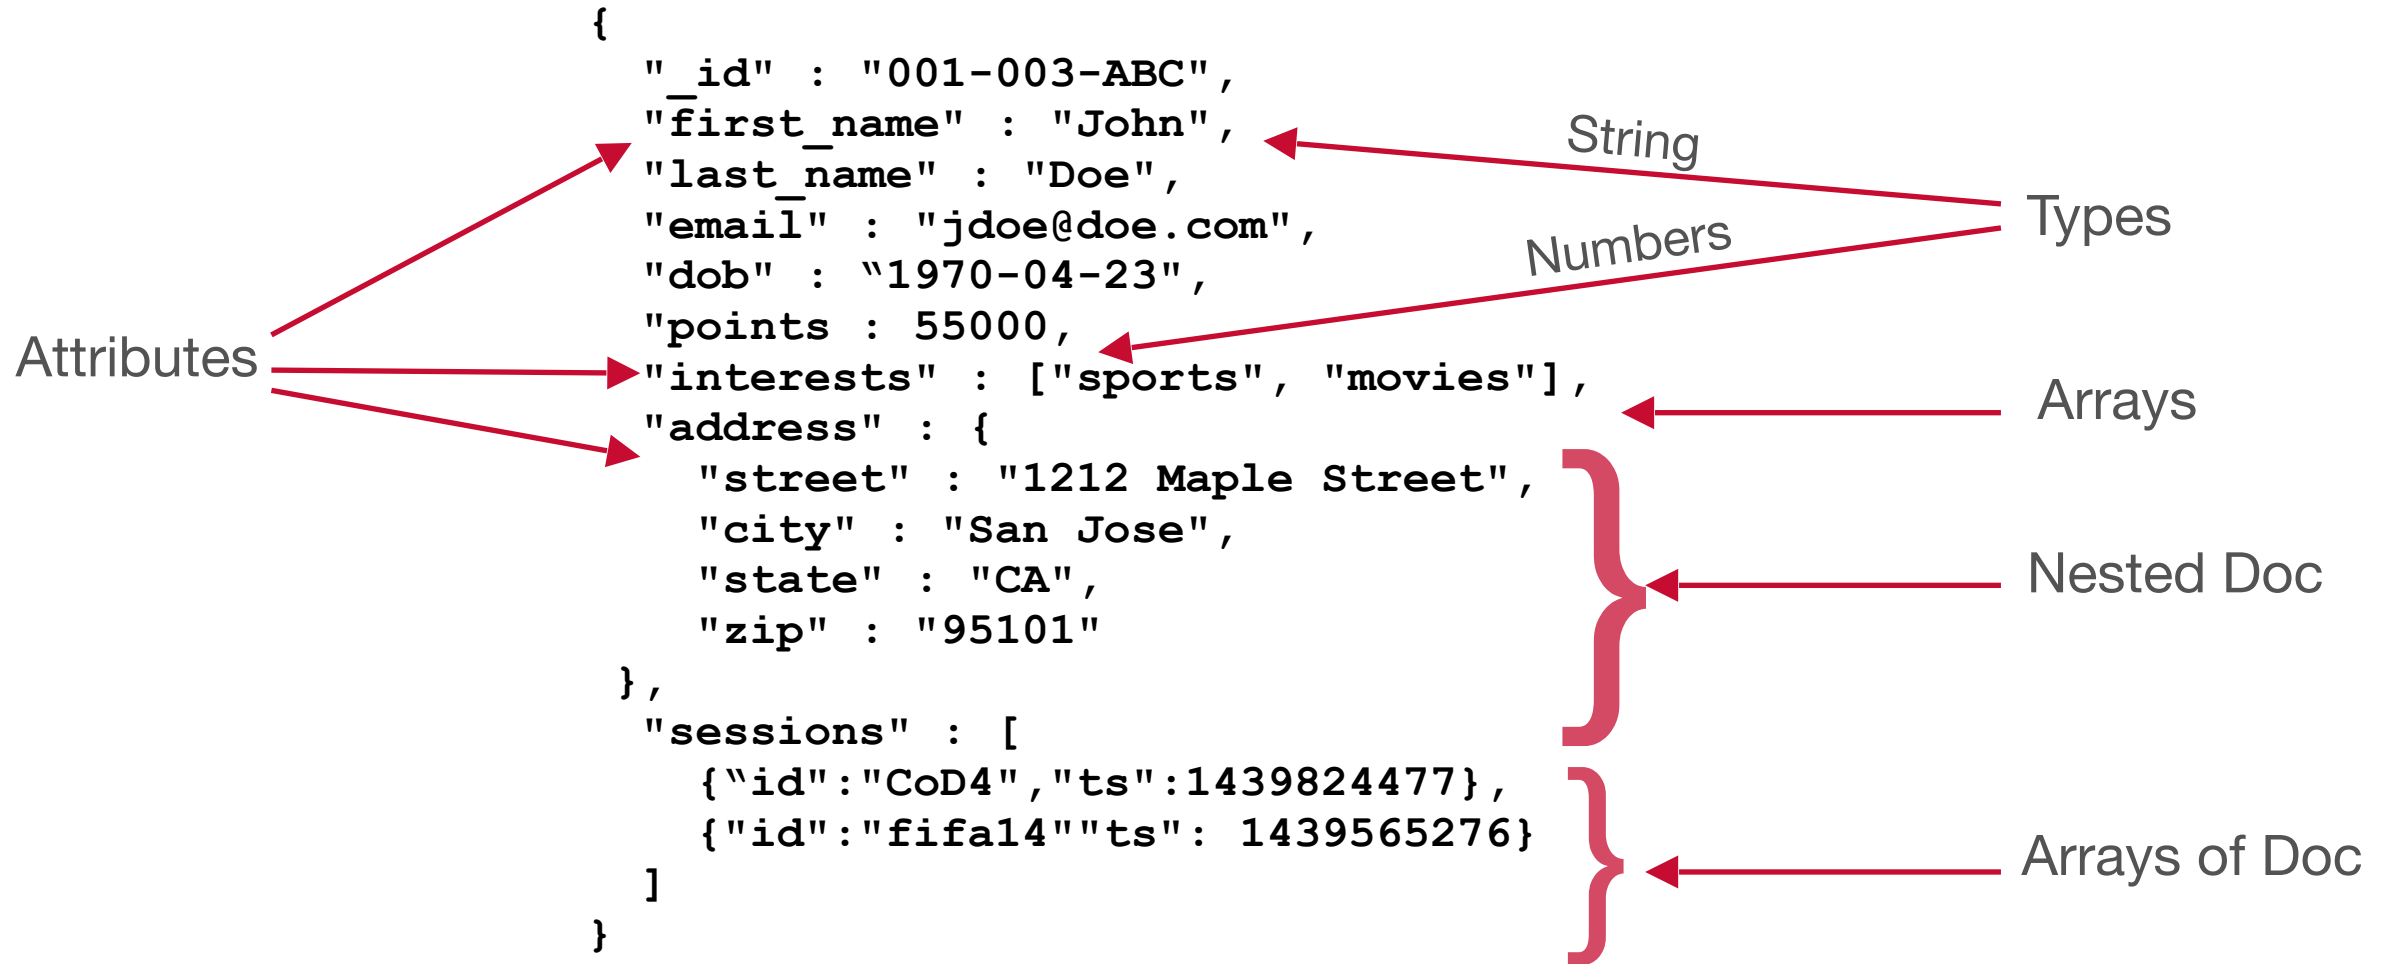 {
"_id" : "001-003-ABC",
"first_name" : "John",
"last_name" : "Doe",
"email" : "jdoe@doe.com",
"dob" : “1970-04-23",
"points : 55000,
"interests" : ["sports", "movies"],
"address" : {
"street" : "1212 Maple Street",
"city" : "San Jose",
"state" : "CA",
"zip" : "95101"
},
"sessions" : [
{“id":"CoD4","ts":1439824477},
{"id":"fifa14""ts": 1439565276}
]
}
Attributes
String
Numbers
Types
Arrays
Nested Doc
Arrays of Doc